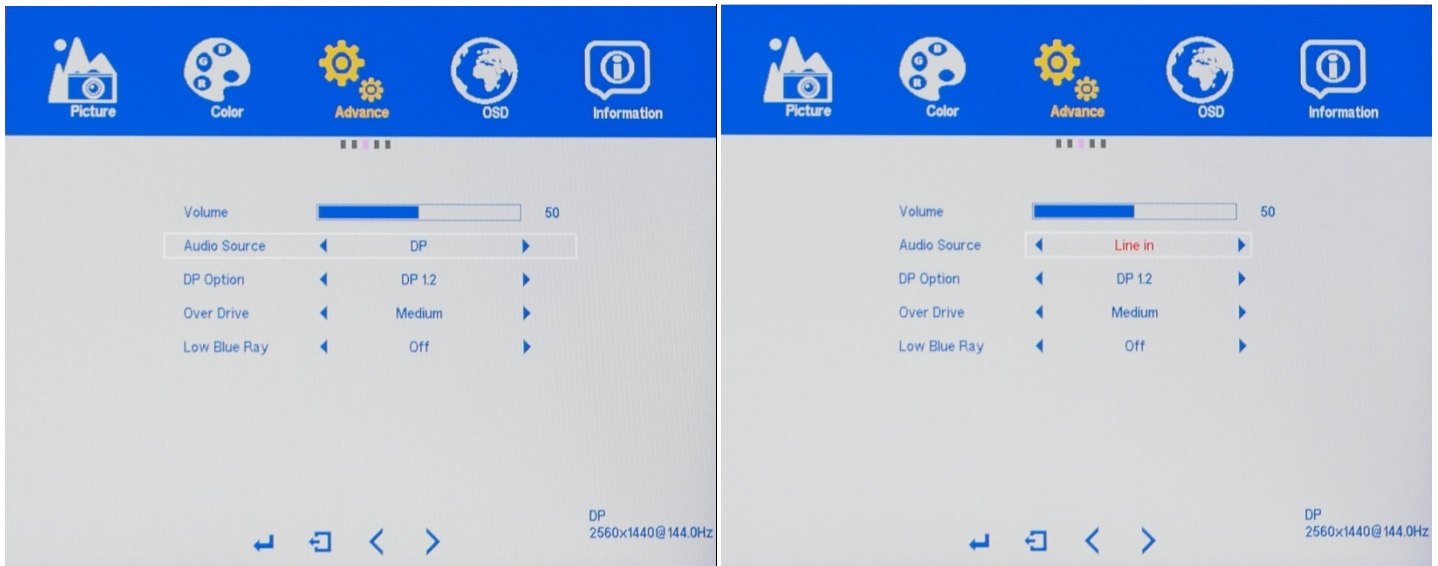 Picture
Color
Advance
OSD
Information
Volume 50
Audio Source DP
DP Option DP 1.2
Over Drive Medium
Low Blue Ray Off
DP
2560x1440@144.0Hz
Picture
Color
Advance
OSD
Information
Volume 50
Audio Source Line in
DP Option DP 1.2
Over Drive Medium
Low Blue Ray Off
DP
2560x1440@144.0Hz